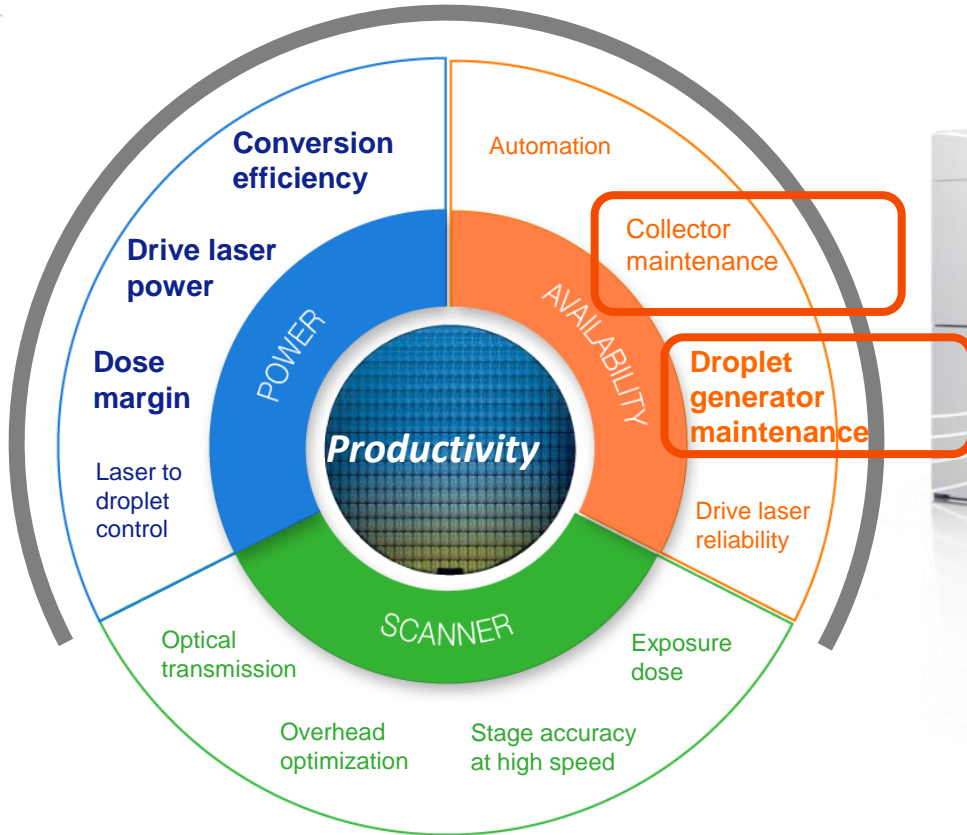 Conversion
efficiency
Drive laser
power
Dose
margin
Laser to
droplet
control
POWER
Automation
Collector
maintenance
Droplet
generator
maintenance
Drive laser
reliability
AVAILABILITY
Productivity
SCANNER
Optical
transmission
Overhead
optimization
Stage accuracy
at high speed
Exposure
dose